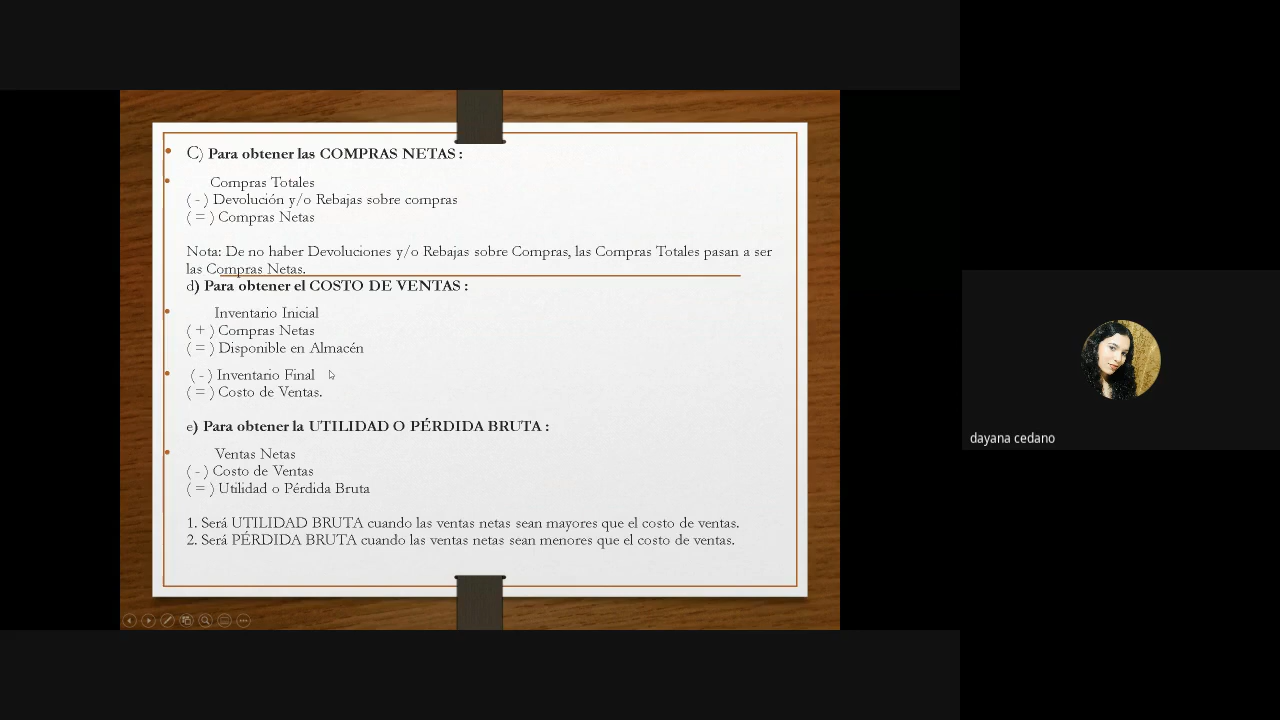 C) Para obtener las COMPRAS NETAS :
Compras Totales
( - ) Devolución y/o Rebajas sobre compras
( = ) Compras Netas
Nota: De no haber Devoluciones y/o Rebajas sobre Compras, las Compras Totales pasan a ser
las Compras Netas.
d) Para obtener el COSTO DE VENTAS :
Inventario Inicial
( + ) Compras Netas
( = ) Disponible en Almacén
( - ) Inventario Final
( = ) Costo de Ventas.
e) Para obtener la UTILIDAD O PÉRDIDA BRUTA :
Ventas Netas
( - ) Costo de Ventas
( = ) Utilidad o Pérdida Bruta
1. Será UTILIDAD BRUTA cuando las ventas netas sean mayores que el costo de ventas.
2. Será PÉRDIDA BRUTA cuando las ventas netas sean menores que el costo de ventas.
dayana cedano